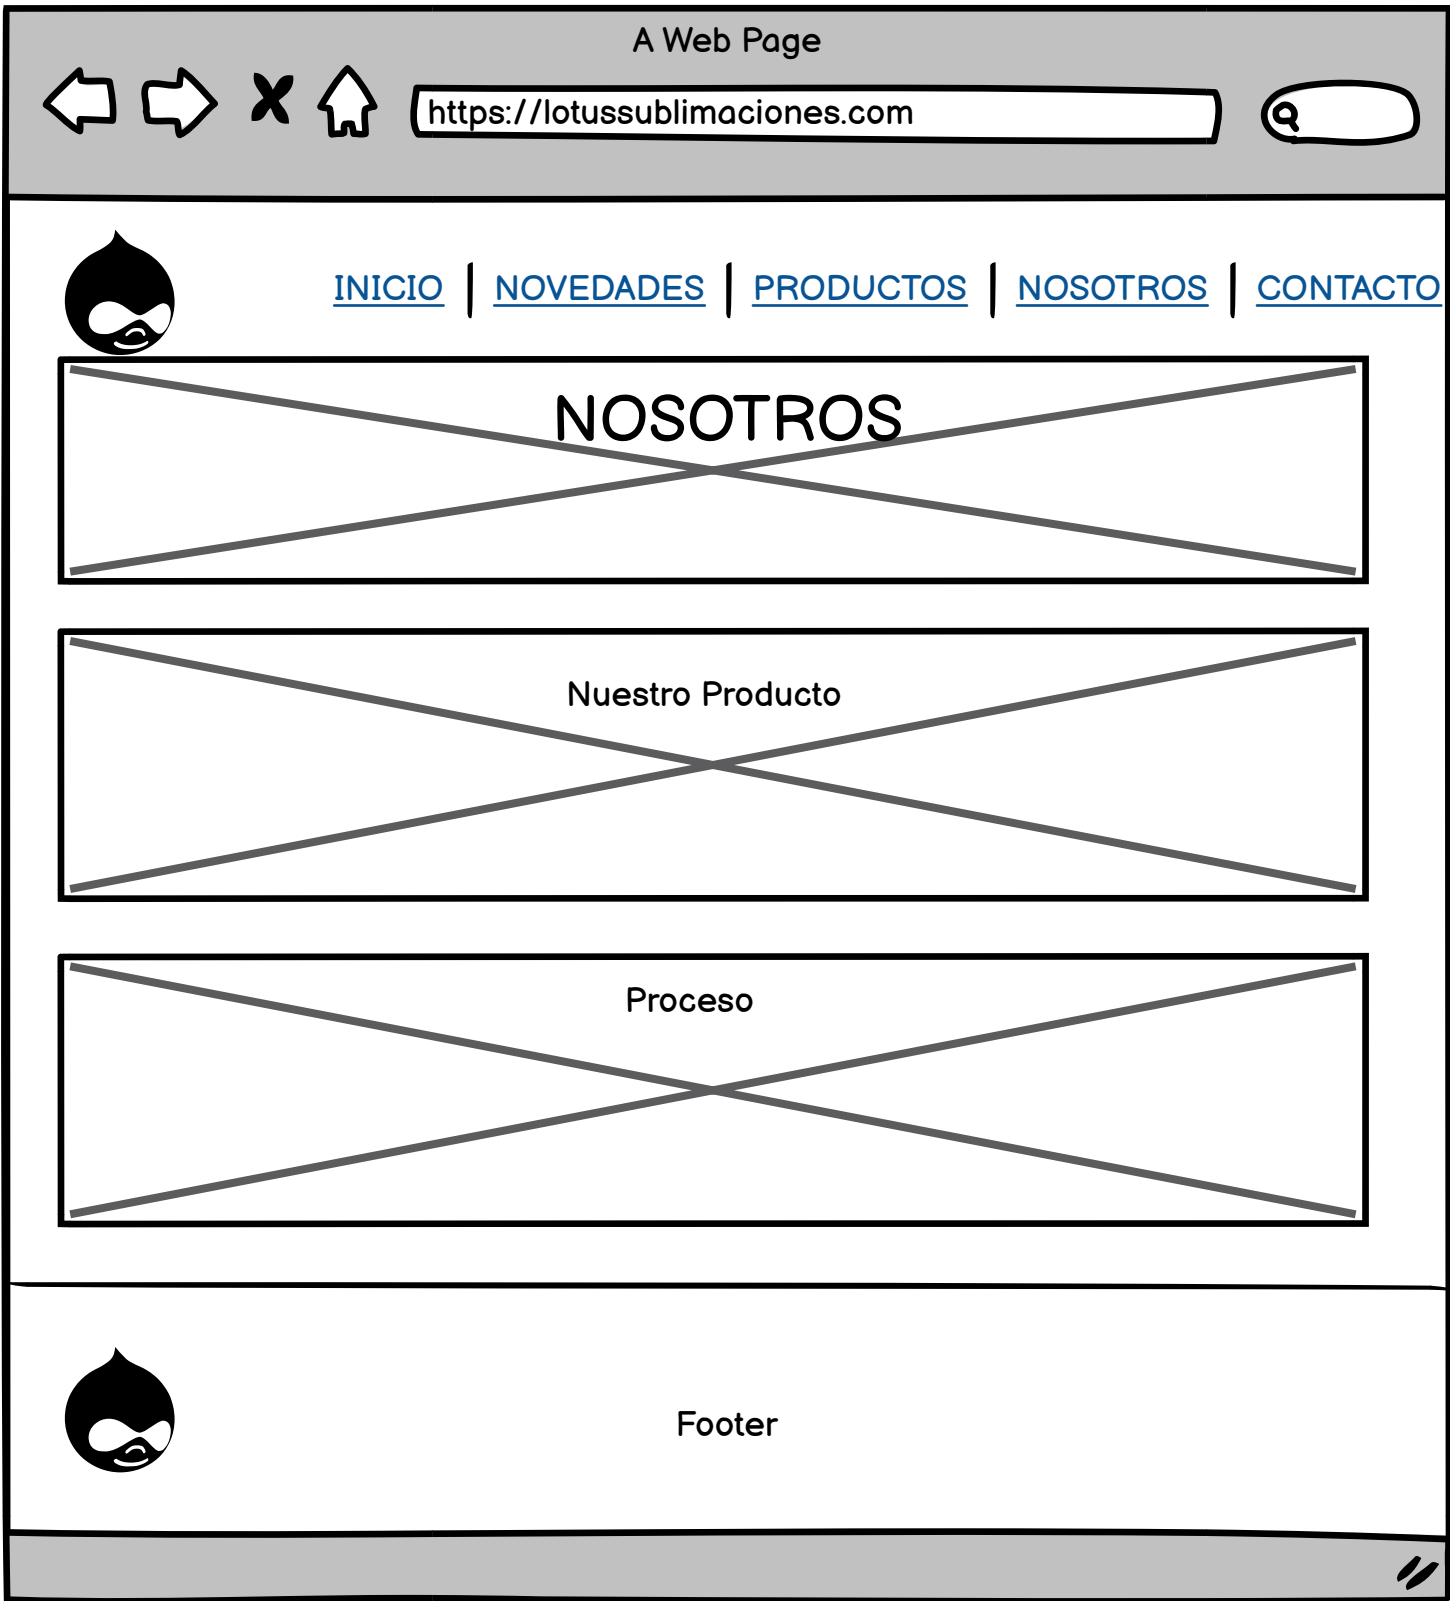 A Web Page
https://lotussublimaciones.com
INICIO | NOVEDADES | PRODUCTOS | NOSOTROS | CONTACTO
NOSOTROS
Nuestro Producto
Proceso
Footer